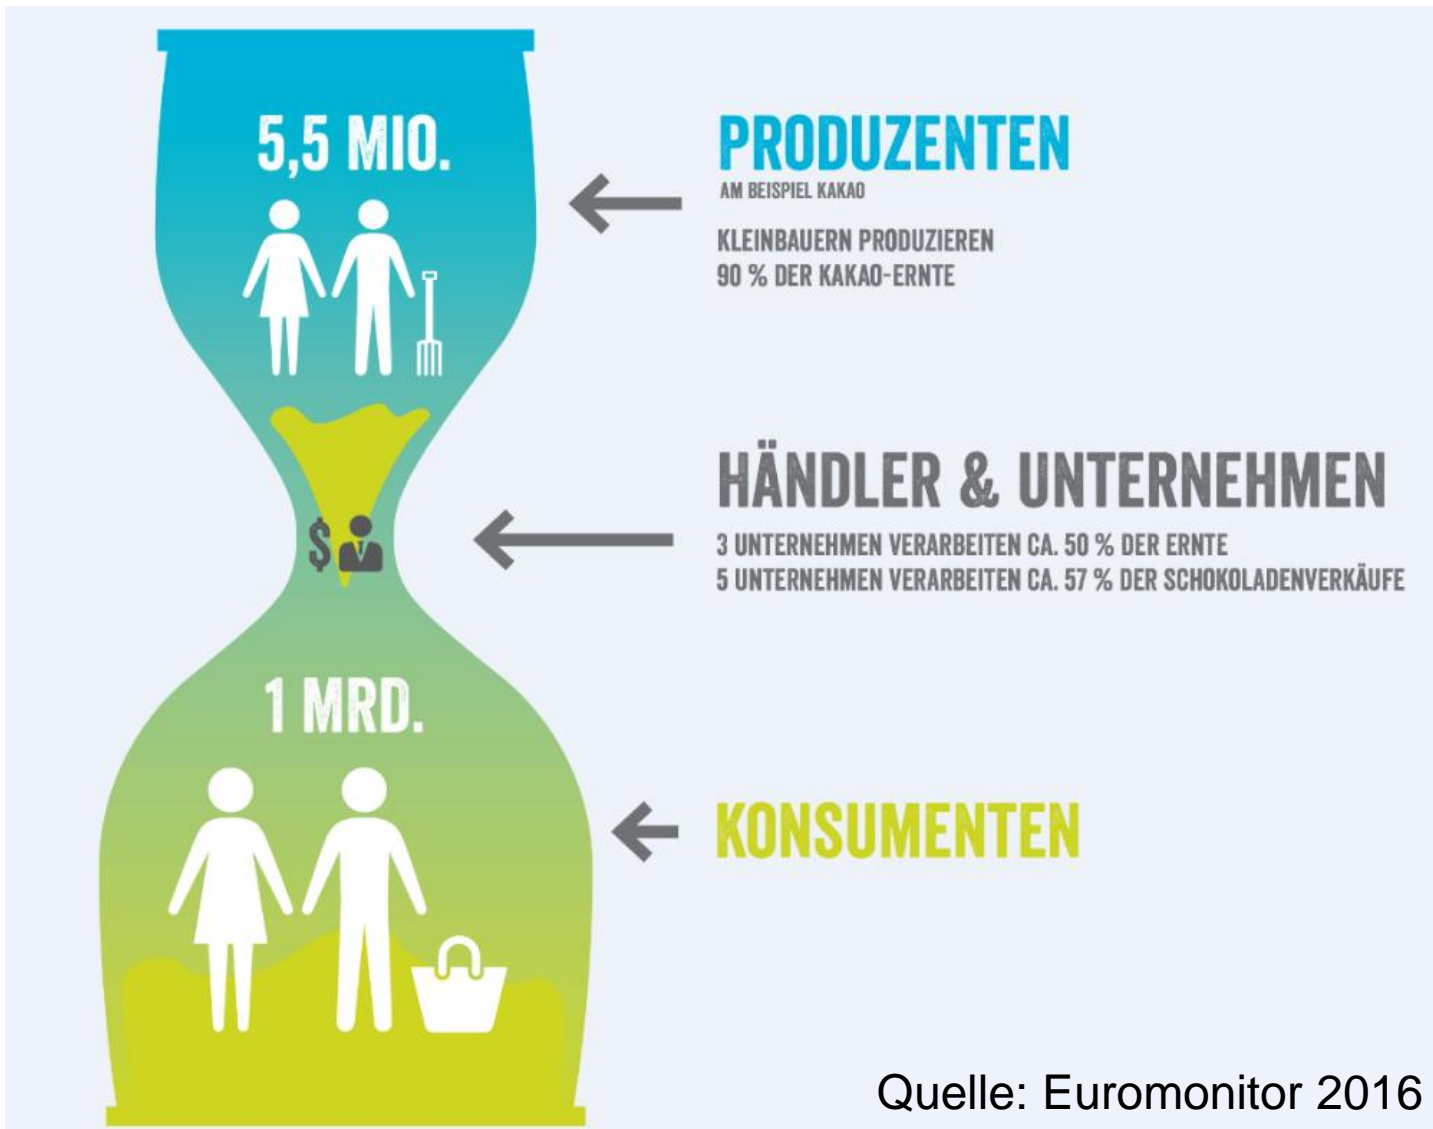 5,5 MIO.
PRODUZENTEN
AM BEISPIEL KAKAO
KLEINBAUERN PRODUZIEREN
90 % DER KAKAO-ERNTE
$
HÄNDLER & UNTERNEHMEN
3 UNTERNEHMEN VERARBEITEN CA. 50 % DER ERNTE
5 UNTERNEHMEN VERARBEITEN CA. 57 % DER SCHOKOLADENVERKÄUFE
1 MRD.
KONSUMENTEN
Quelle: Euromonitor 2016